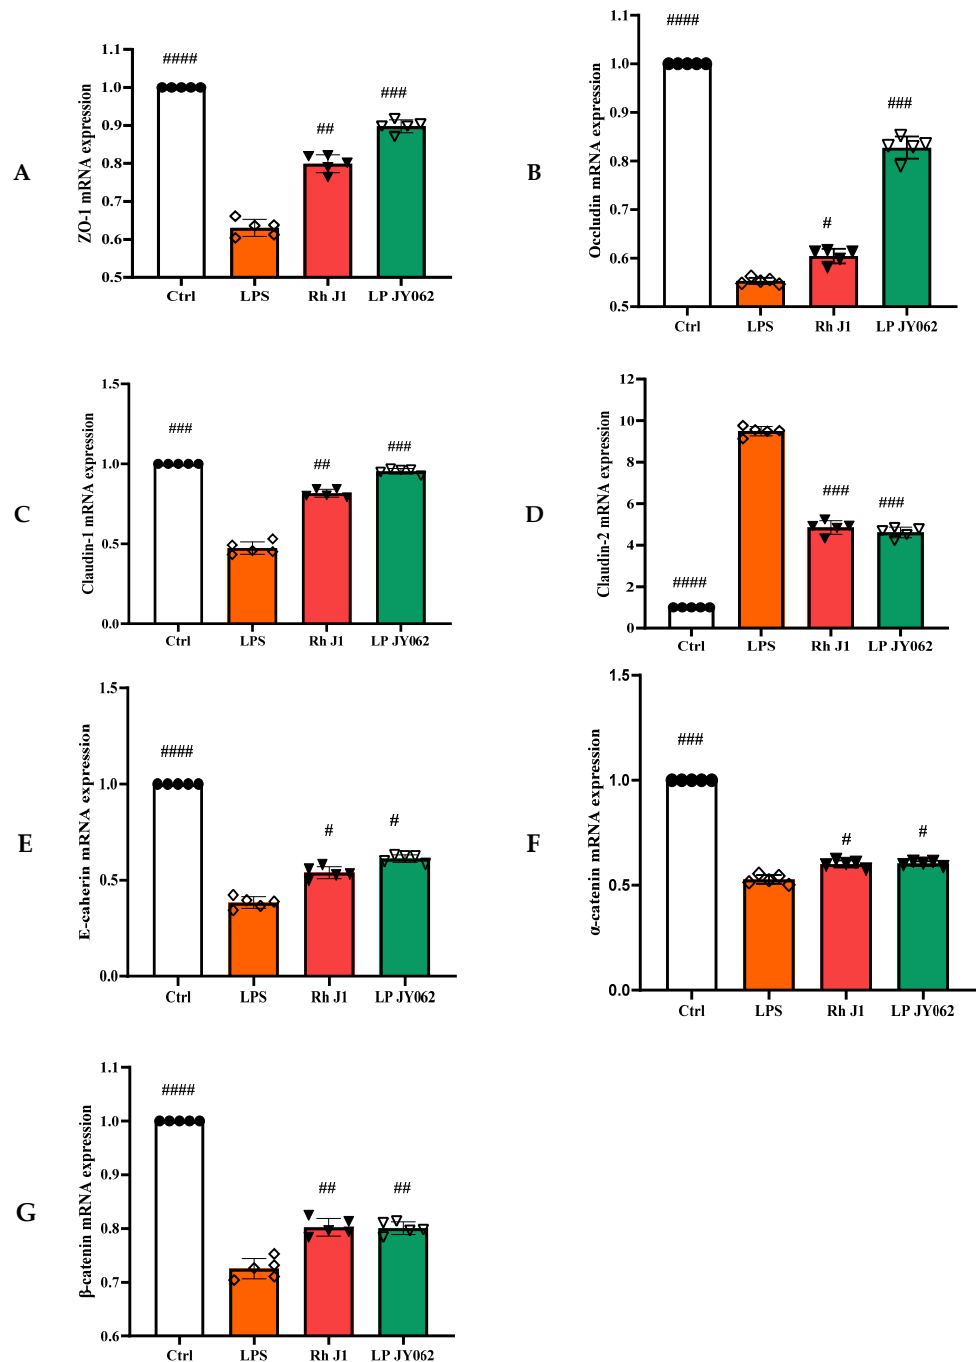 A
ZO-1 mRNA expression
1.1
1.0
0.9
0.8
0.7
0.6
0.5
####
##
###
Ctrl LPS Rh J1 LP JY062
B
Occludin mRNA expression
1.1
1.0
0.9
0.8
0.7
0.6
0.5
####
#
###
Ctrl LPS Rh J1 LP JY062
C
Claudin-1 mRNA expression
1.5
1.0
0.5
0.0
###
##
###
Ctrl LPS Rh J1 LP JY062
D
Claudin-2 mRNA expression
12
10
8
6
4
2
0
####
###
###
Ctrl LPS Rh J1 LP JY062
E
E-caherin mRNA expression
1.5
1.0
0.5
0.0
####
#
#
Ctrl LPS Rh J1 LP JY062
F
α-catenin mRNA expression
1.5
1.0
0.5
0.0
###
#
#
Ctrl LPS Rh J1 LP JY062
G
β-catenin mRNA expression
1.1
1.0
0.9
0.8
0.7
0.6
####
##
##
Ctrl LPS Rh J1 LP JY062